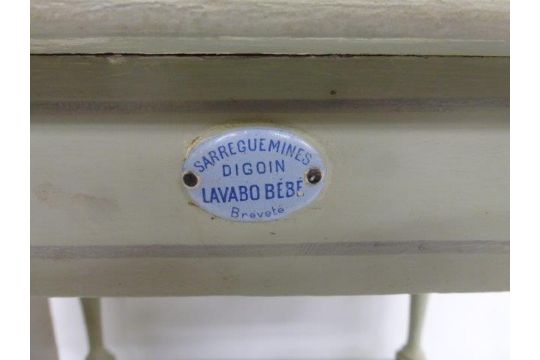 SARREGUEMINES
DIGOIN
LAVABO BÉBÉ
Breveté